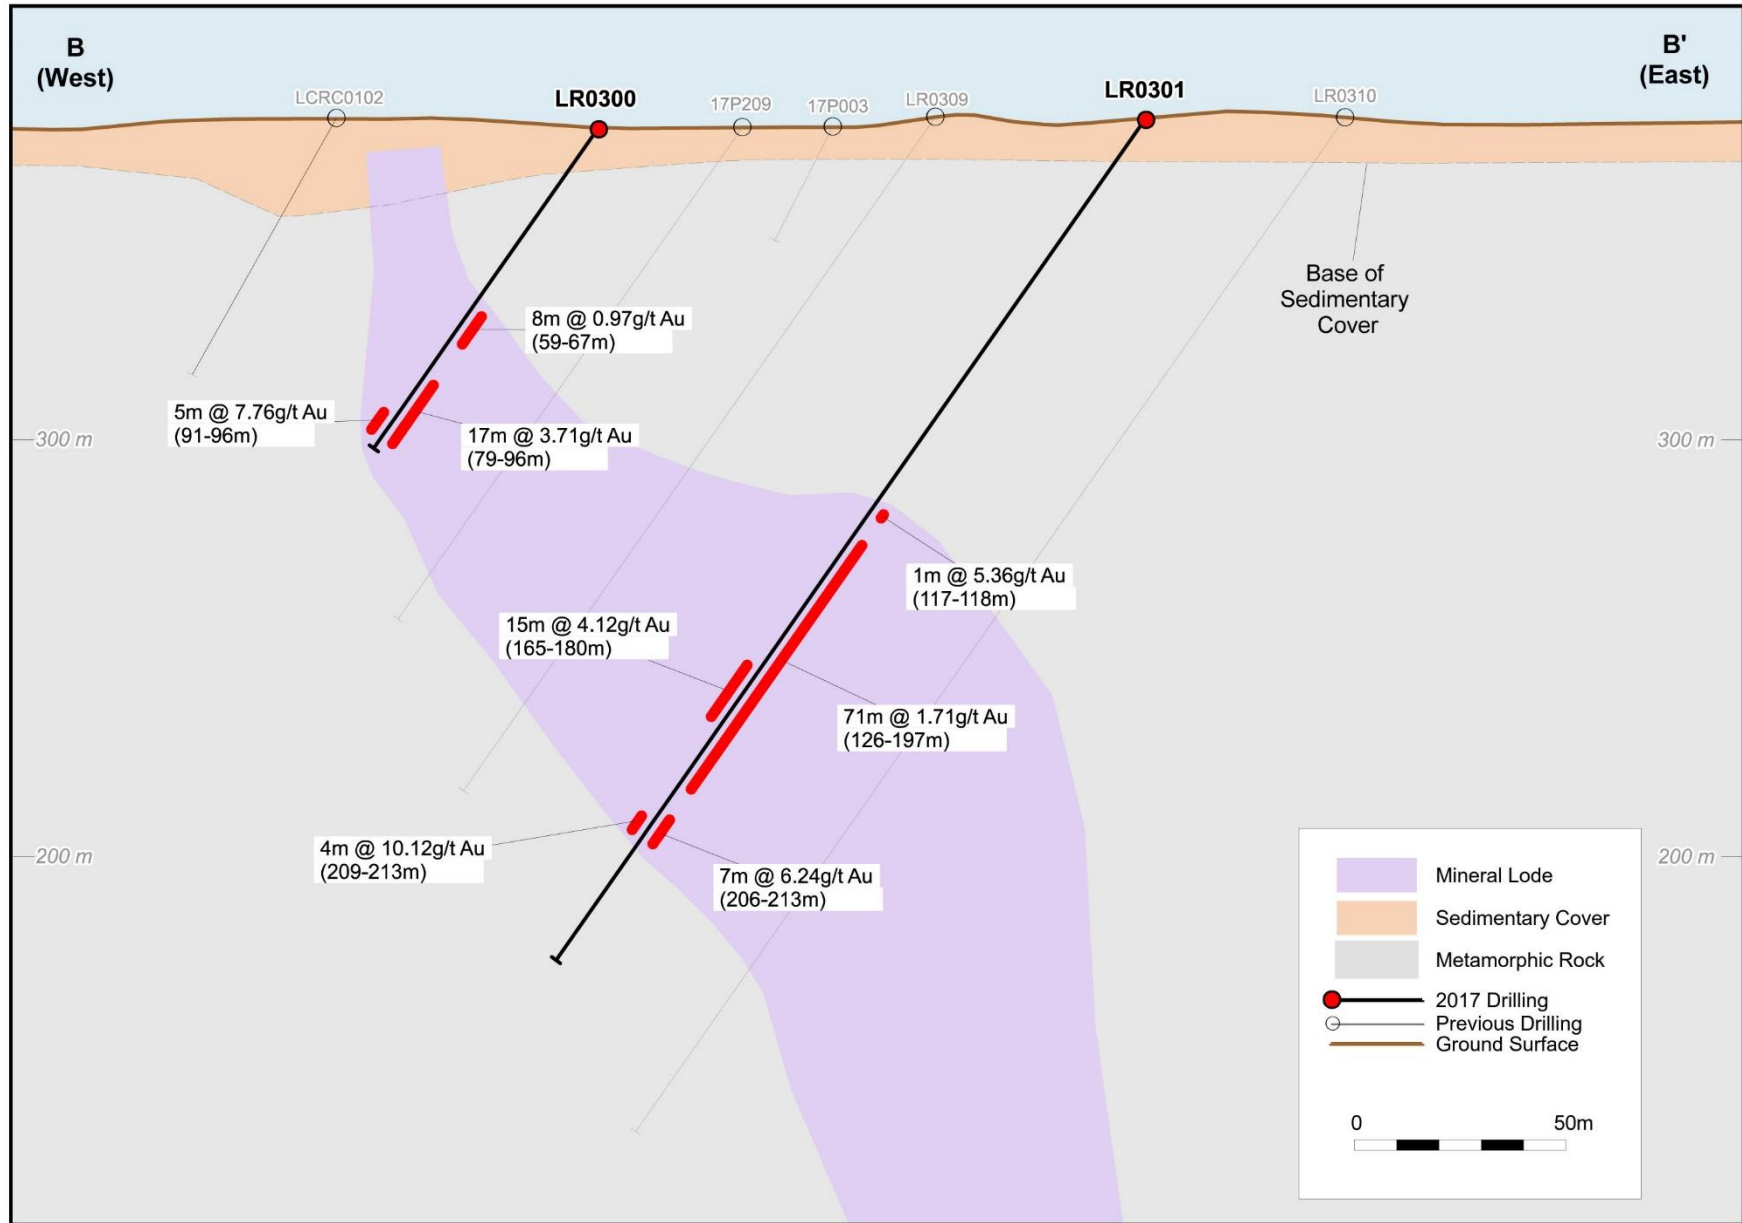 B
(West)
B'
(East)
LCRC0102
LR0300
17P209
17P003
LR0309
LR0301
LR0310
Base of
Sedimentary
Cover
8m @ 0.97g/t Au
(59-67m)
5m @ 7.76g/t Au
(91-96m)
17m @ 3.71g/t Au
(79-96m)
300 m
300 m
1m @ 5.36g/t Au
(117-118m)
15m @ 4.12g/t Au
(165-180m)
71m @ 1.71g/t Au
(126-197m)
4m @ 10.12g/t Au
(209-213m)
7m @ 6.24g/t Au
(206-213m)
200 m
200 m
Mineral Lode
Sedimentary Cover
Metamorphic Rock
2017 Drilling
Previous Drilling
Ground Surface
0 50m